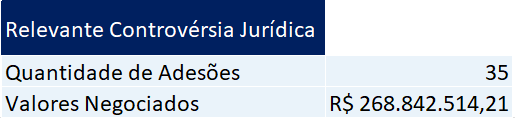 Relevante Controvérsia Jurídica
Quantidade de Adesões 35
Valores Negociados R$ 268.842.514,21